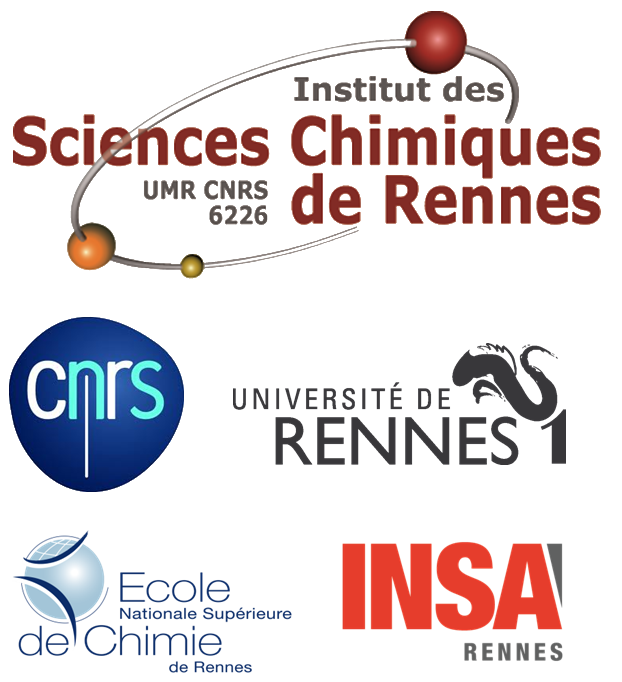 Institut des
Sciences Chimiques
UMR CNRS
6226
de Rennes
cnrs
UNIVERSITÉ DE
RENNES 1
Ecole
Nationale Supérieure
de Chimie
de Rennes
INSA
RENNES